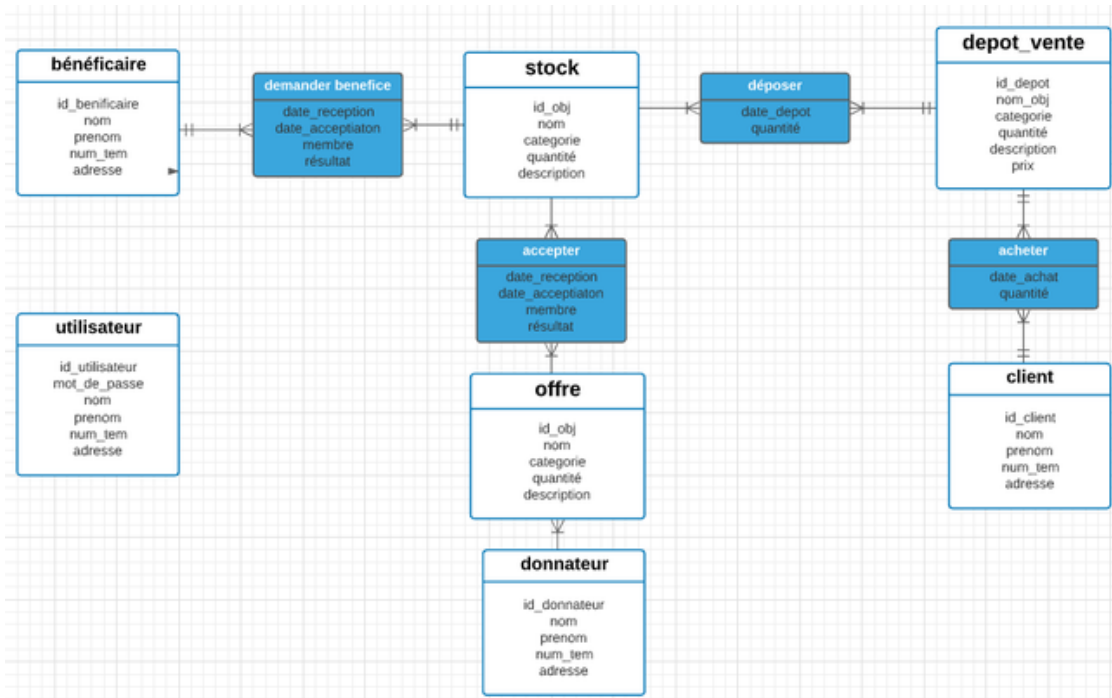 bénéficaire
id_benificaire
nom
prenom
num_tem
adresse
demander benefice
date_reception
date_acceptiaton
membre
résultat
stock
id_obj
nom
categorie
quantité
description
déposer
date_depot
quantité
depot_vente
id_depot
nom_obj
categorie
quantité
description
prix
accepter
date_reception
date_acceptiaton
membre
résultat
acheter
date_achat
quantité
utilisateur
id_utilisateur
mot_de_passe
nom
prenom
num_tem
adresse
offre
id_obj
nom
categorie
quantité
description
client
id_client
nom
prenom
num_tem
adresse
donnateur
id_donnateur
nom
prenom
num_tem
adresse